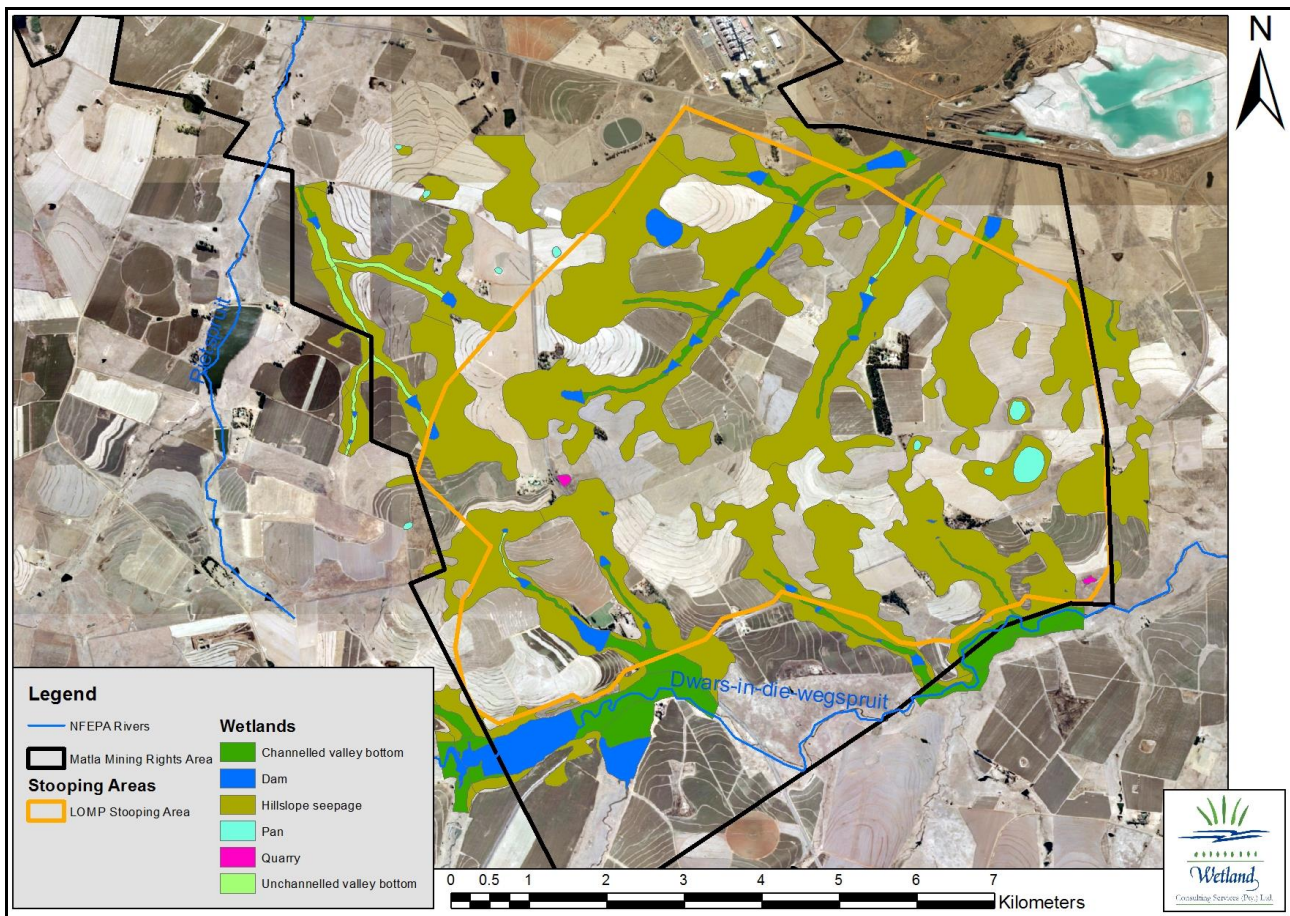 N
Rietspruit
Dwars-in-die-wegspruit
Legend
NFEPA Rivers
Matla Mining Rights Area
Stooping Areas
LOMP Stooping Area
Wetlands
Channelled valley bottom
Dam
Hillslope seepage
Pan
Quarry
Unchannelled valley bottom
0 0.5 1 2 3 4 5 6 7
Kilometers
Wetland
Consulting Services (Pty.) Ltd.